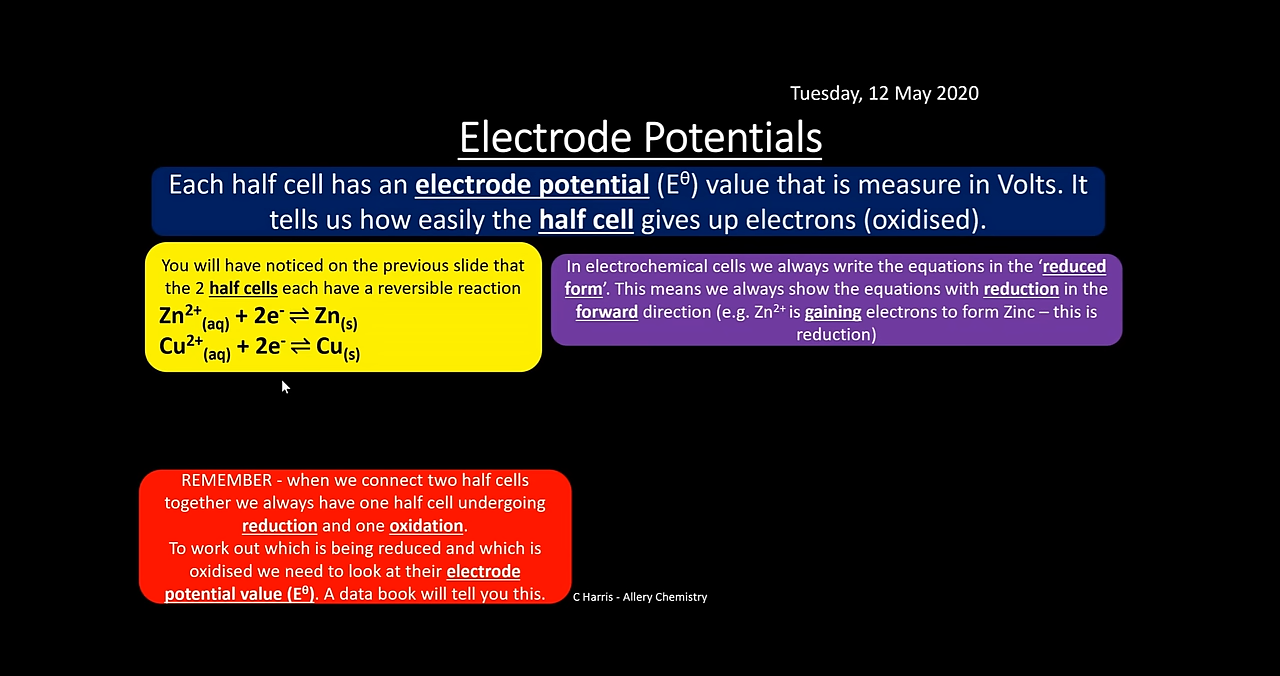 Tuesday, 12 May 2020
Electrode Potentials
Each half cell has an electrode potential (Eᶿ) value that is measure in Volts. It
tells us how easily the half cell gives up electrons (oxidised).
You will have noticed on the previous slide that
the 2 half cells each have a reversible reaction
Zn²⁺(aq) + 2e⁻ ⇌ Zn(s)
Cu²⁺(aq) + 2e⁻ ⇌ Cu(s)
In electrochemical cells we always write the equations in the ‘reduced
form’. This means we always show the equations with reduction in the
forward direction (e.g. Zn²⁺ is gaining electrons to form Zinc – this is
reduction)
REMEMBER - when we connect two half cells
together we always have one half cell undergoing
reduction and one oxidation.
To work out which is being reduced and which is
oxidised we need to look at their electrode
potential value (Eᶿ). A data book will tell you this.
C Harris - Allery Chemistry